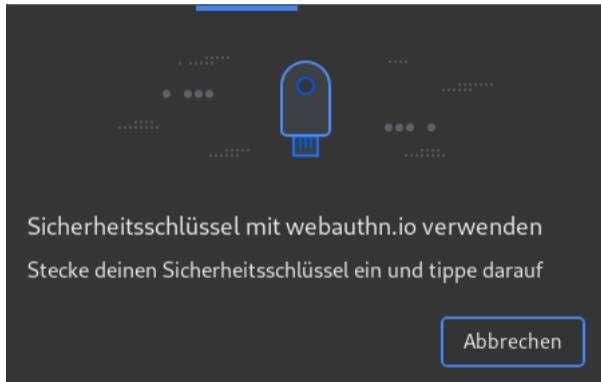 Sicherheitsschlüssel mit webauthn.io verwenden
Stecke deinen Sicherheitsschlüssel ein und tippe darauf
Abbrechen